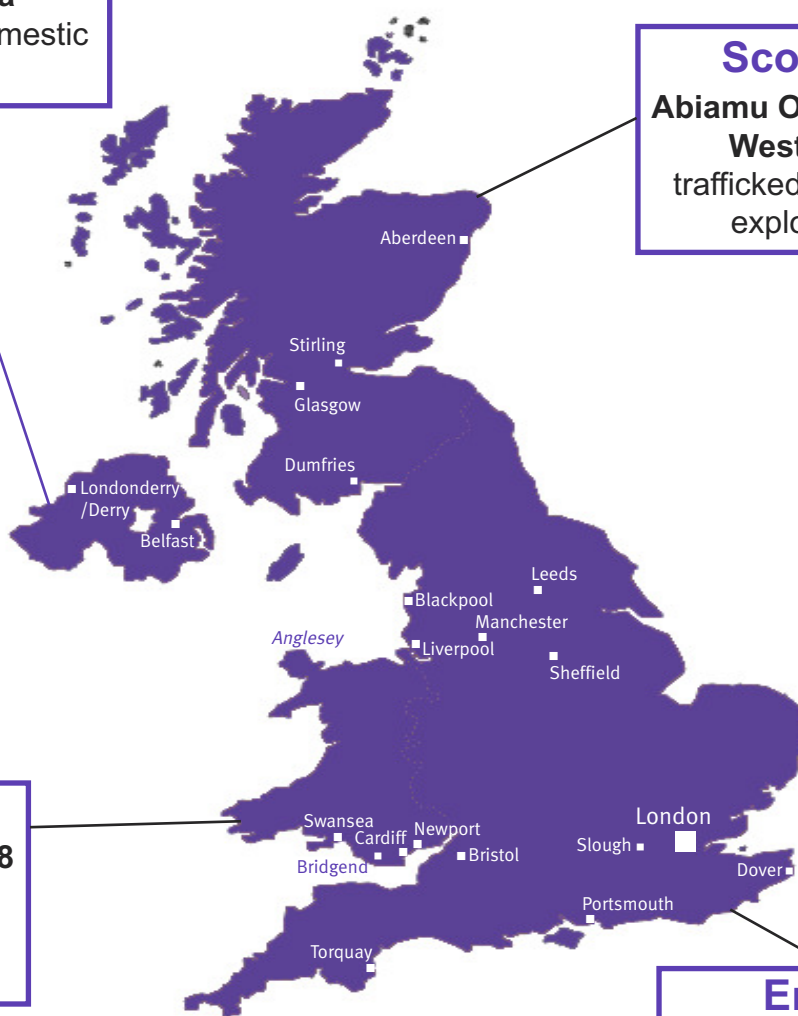 mestic
Sco
Abiamu O
West
trafficked
explo
Aberdeen
Stirling
Glasgow
Dumfries
Londonderry
/Derry
Belfast
Leeds
Blackpool
Manchester
Anglesey
Liverpool
Sheffield
8
Swansea
Cardiff
Newport
Bridgend
Bristol
London
Slough
Dover
Portsmouth
Torquay
En